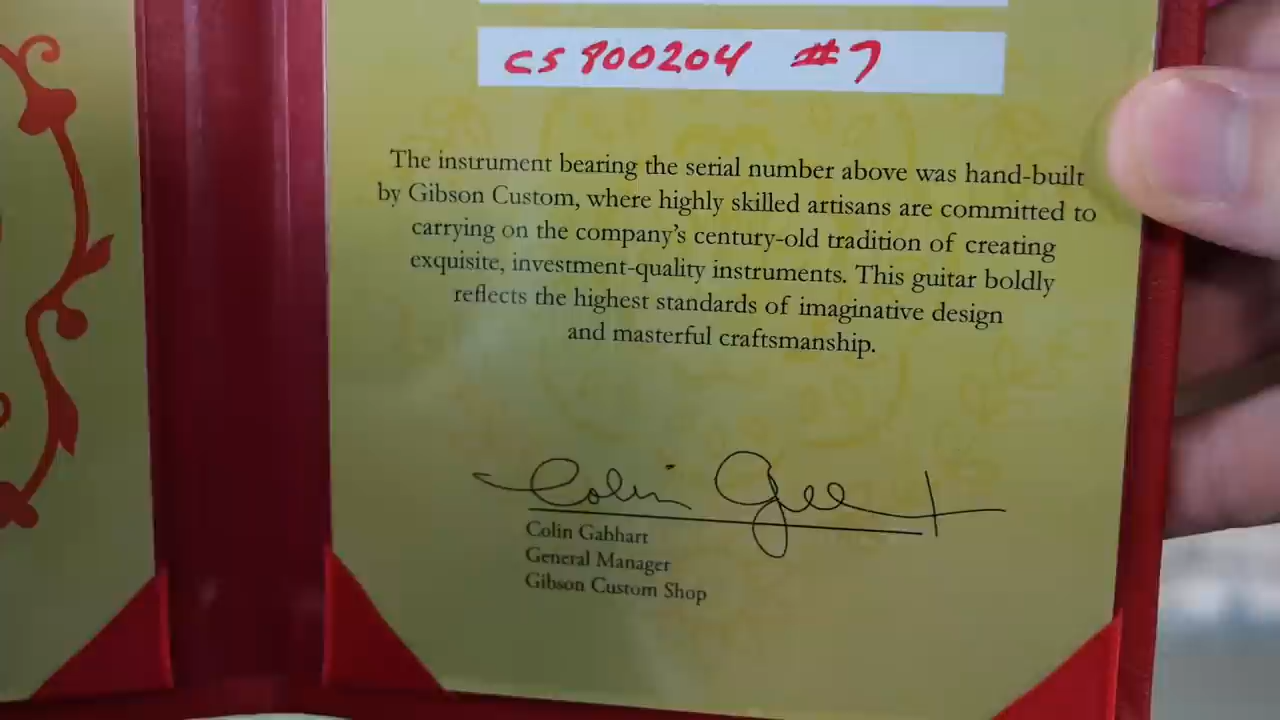 CS 800204 #7
The instrument bearing the serial number above was hand-built
by Gibson Custom, where highly skilled artisans are committed to
carrying on the company's century-old tradition of creating
exquisite, investment-quality instruments. This guitar boldly
reflects the highest standards of imaginative design
and masterful craftsmanship.
Colin
Colin Gabhart
General Manager
Gibson Custom Shop